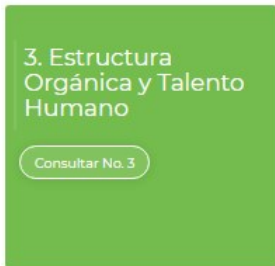 3. Estructura
Orgánica y Talento
Humano
Consultar No. 3